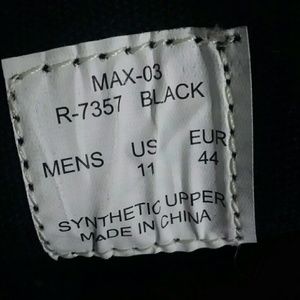 MAX-03
R-7357 BLACK
MENS US EUR
11 44
SYNTHETIC UPPER
MADE IN CHINA